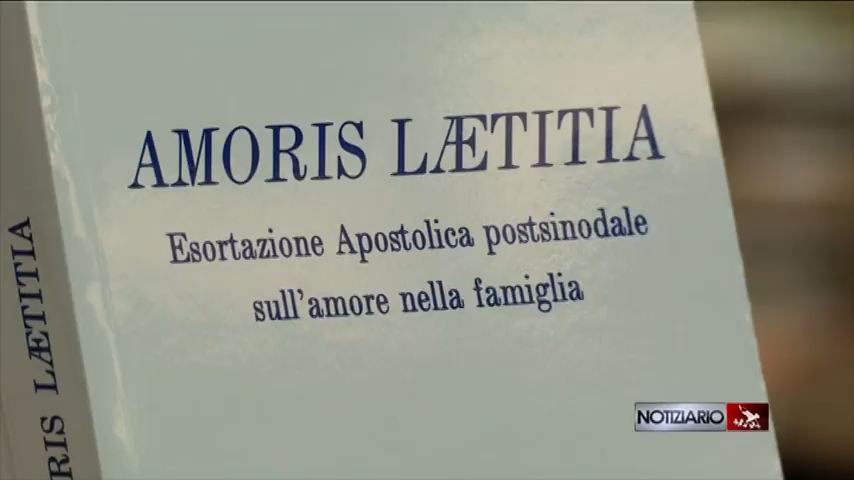 AMORIS LÆTITIA
Esortazione Apostolica postsinodale
sull'amore nella famiglia
RIS LÆTITIA
NOTIZIARIO